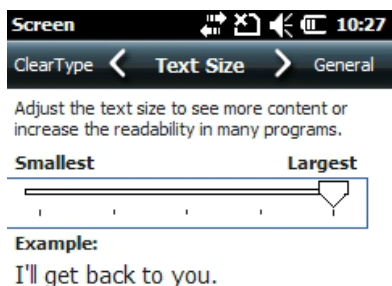 Screen 10:27
ClearType Text Size General
Adjust the text size to see more content or
increase the readability in many programs.
Smallest Largest
Example:
I'll get back to you.